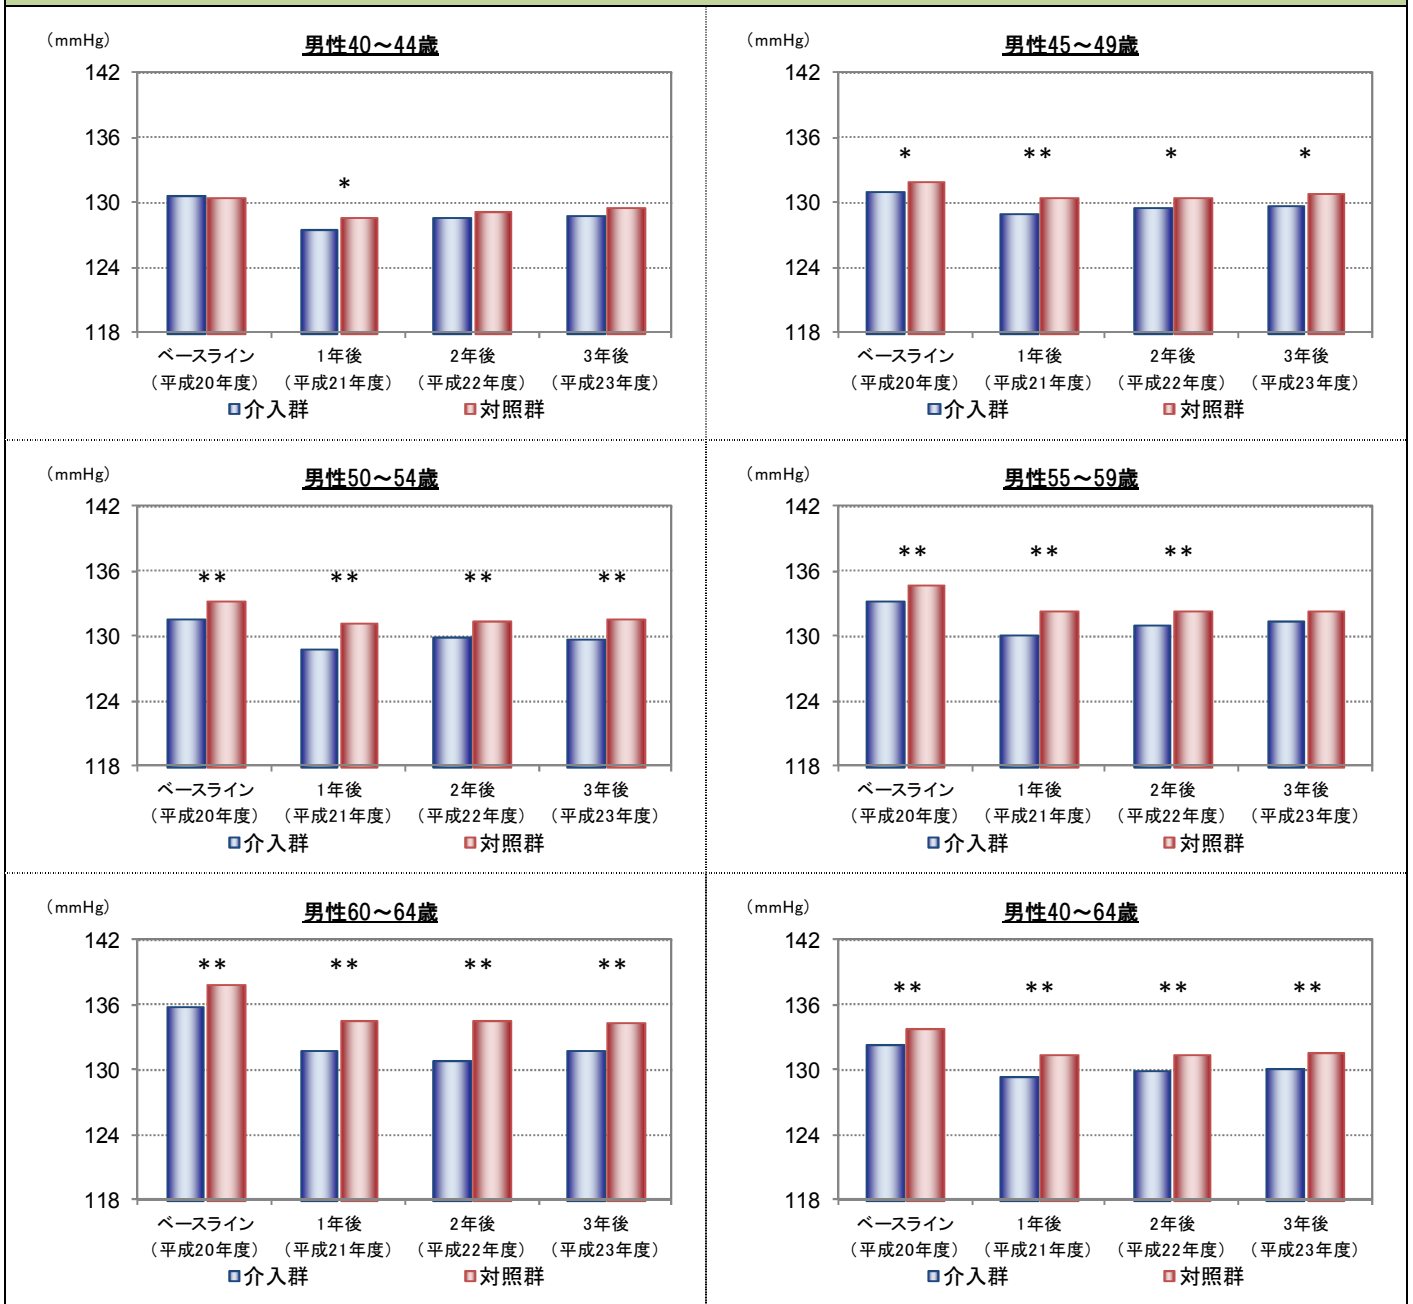 (mmHg)
男性40～44歳
142
136
130
124
118
*
ベースライン 1年後 2年後 3年後
(平成20年度) (平成21年度) (平成22年度) (平成23年度)
介入群 対照群
(mmHg)
男性45～49歳
142
136
130
124
118
* ** * *
ベースライン 1年後 2年後 3年後
(平成20年度) (平成21年度) (平成22年度) (平成23年度)
介入群 対照群
(mmHg)
男性50～54歳
142
136
130
124
118
** ** ** **
ベースライン 1年後 2年後 3年後
(平成20年度) (平成21年度) (平成22年度) (平成23年度)
介入群 対照群
(mmHg)
男性55～59歳
142
136
130
124
118
** ** **
ベースライン 1年後 2年後 3年後
(平成20年度) (平成21年度) (平成22年度) (平成23年度)
介入群 対照群
(mmHg)
男性60～64歳
142
136
130
124
118
** ** ** **
ベースライン 1年後 2年後 3年後
(平成20年度) (平成21年度) (平成22年度) (平成23年度)
介入群 対照群
(mmHg)
男性40～64歳
142
136
130
124
118
** ** ** **
ベースライン 1年後 2年後 3年後
(平成20年度) (平成21年度) (平成22年度) (平成23年度)
介入群 対照群